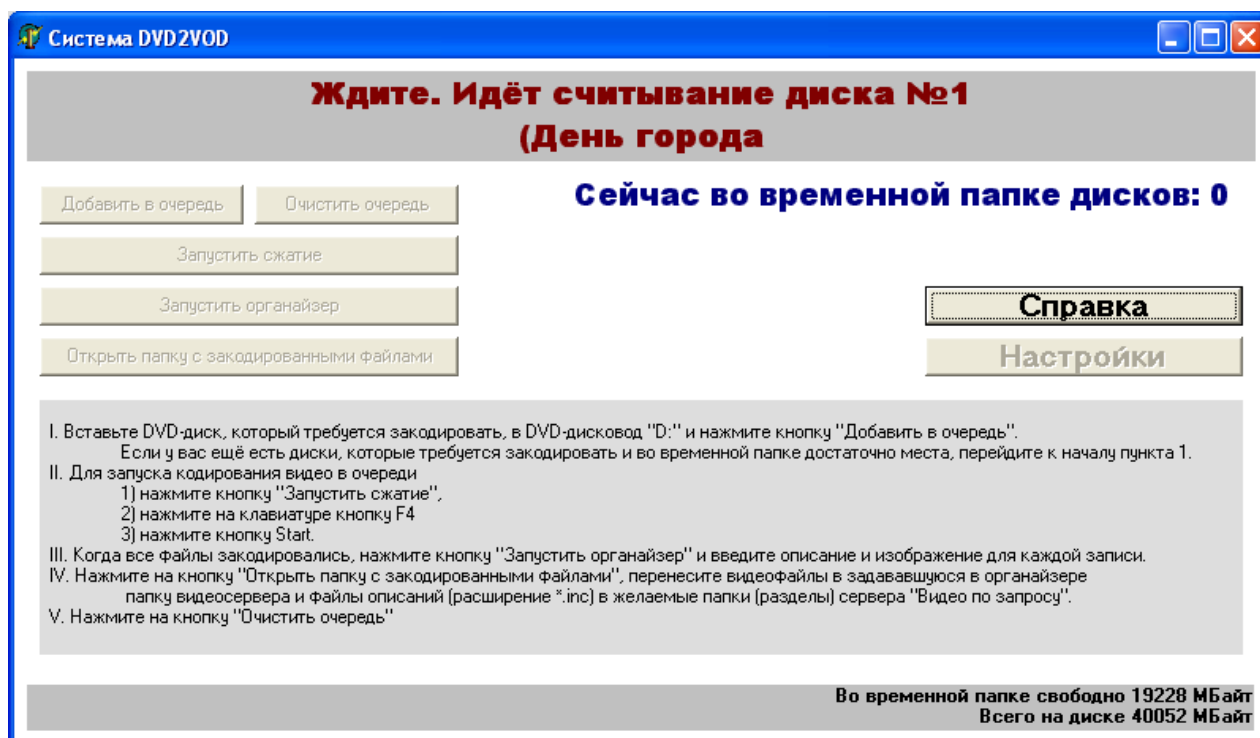 Система DVD2VOD
Ждите. Идёт считывание диска №1
(День города
Добавить в очередь
Очистить очередь
Сейчас во временной папке дисков: 0
Запустить сжатие
Запустить органайзер
Справка
Открыть папку с закодированными файлами
Настройки
I. Вставьте DVD-диск, который требуется закодировать, в DVD-дисковод "D:" и нажмите кнопку "Добавить в очередь".
Если у вас ещё есть диски, которые требуется закодировать и во временной папке достаточно места, перейдите к началу пункта 1.
II. Для запуска кодирования видео в очереди
1) нажмите кнопку "Запустить сжатие",
2) нажмите на клавиатуре кнопку F4
3) нажмите кнопку Start.
III. Когда все файлы закодировались, нажмите кнопку "Запустить органайзер" и введите описание и изображение для каждой записи.
IV. Нажмите на кнопку "Открыть папку с закодированными файлами", перенесите видеофайлы в задававшуюся в органайзере
папку видеосервера и файлы описаний (расширение *.inc) в желаемые папки (разделы) сервера "Видео по запросу".
V. Нажмите на кнопку "Очистить очередь"
Во временной папке свободно 19228 МБайт
Всего на диске 40052 МБайт